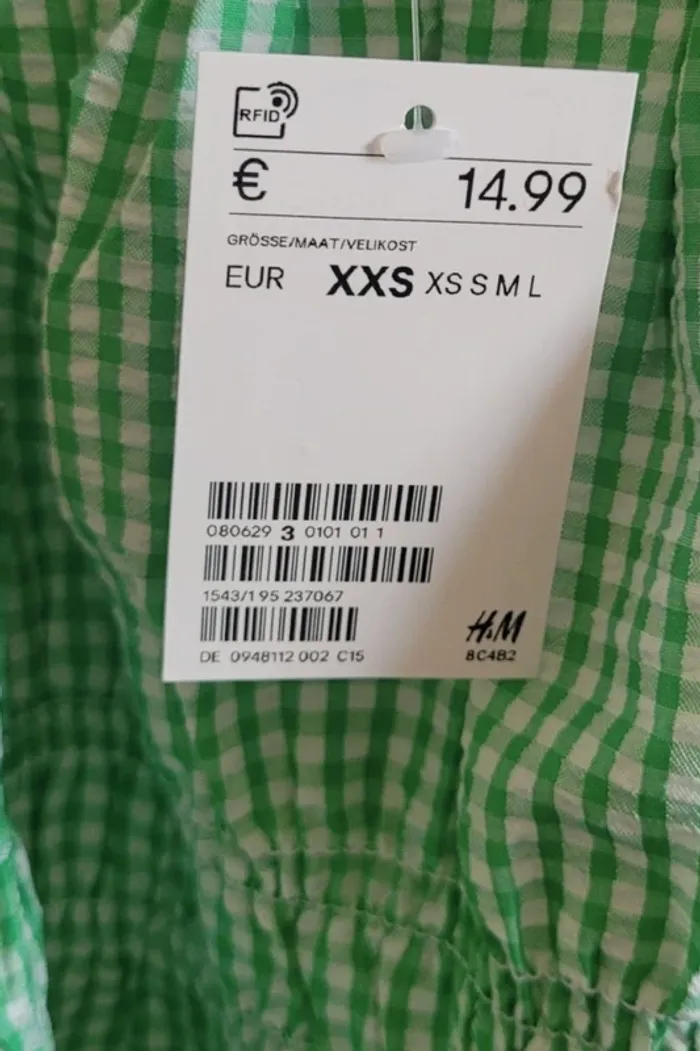 RFID
€ 14.99
GRÖSSE/MAAT/VELIKOST
EUR XXS XS S M L
080629 3 0101 01 1
1543/195 237067
DE 0948112 002 C15
H&M
8C4B2